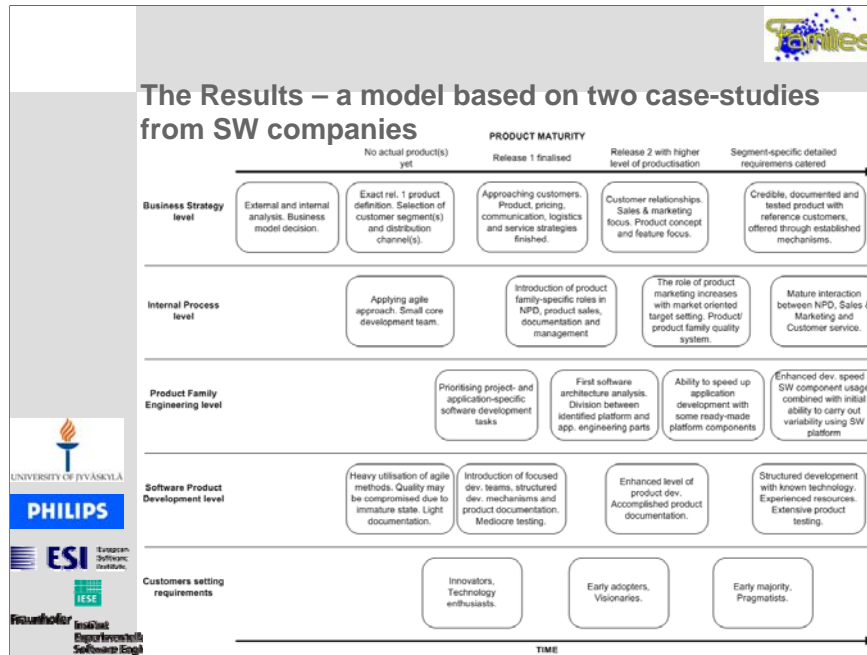 Families
The Results – a model based on two case-studies
from SW companies
PRODUCT MATURITY
No actual product(s)
yet
Release 1 finalised
Release 2 with higher
level of productisation
Segment-specific detailed
requiremens catered
Business Strategy
level
External and internal
analysis. Business
model decision.
Exact rel. 1 product
definition. Selection of
customer segment(s)
and distribution
channel(s).
Approaching customers.
Product, pricing,
communication, logistics
and service strategies
finished.
Customer relationships.
Sales & marketing
focus. Product concept
and feature focus.
Credible, documented and
tested product with
reference customers,
offered through established
mechanisms.
Internal Process
level
Applying agile
approach. Small core
development team.
Introduction of product
family-specific roles in
NPD, product sales,
documentation and
management
The role of product
marketing increases
with market oriented
target setting. Product/
product family quality
system.
Mature interaction
between NPD, Sales &
Marketing and
Customer service.
Product Family
Engineering level
Prioritising project- and
application-specific
software development
tasks
First software
architecture analysis.
Division between
identified platform and
app. engineering parts
Ability to speed up
application
development with
some ready-made
platform components
Enhanced dev. speed
SW component usage
combined with initial
ability to carry out
variability using SW
platform
Software Product
Development level
Heavy utilisation of agile
methods. Quality may
be compromised due to
immature state. Light
documentation.
Introduction of focused
dev. teams, structured
dev. mechanisms and
product documentation.
Mediocre testing.
Enhanced level of
product dev.
Accomplished product
documentation.
Structured development
with known technology.
Experienced resources.
Extensive product
testing.
Customers setting
requirements
Innovators,
Technology
enthusiasts.
Early adopters,
Visionaries.
Early majority,
Pragmatists.
TIME
UNIVERSITY OF JYVÄSKYLÄ
PHILIPS
ESI
European
Software
Institute,
IESE
Fraunhofer
Institut
Experimentelles
Software Engi